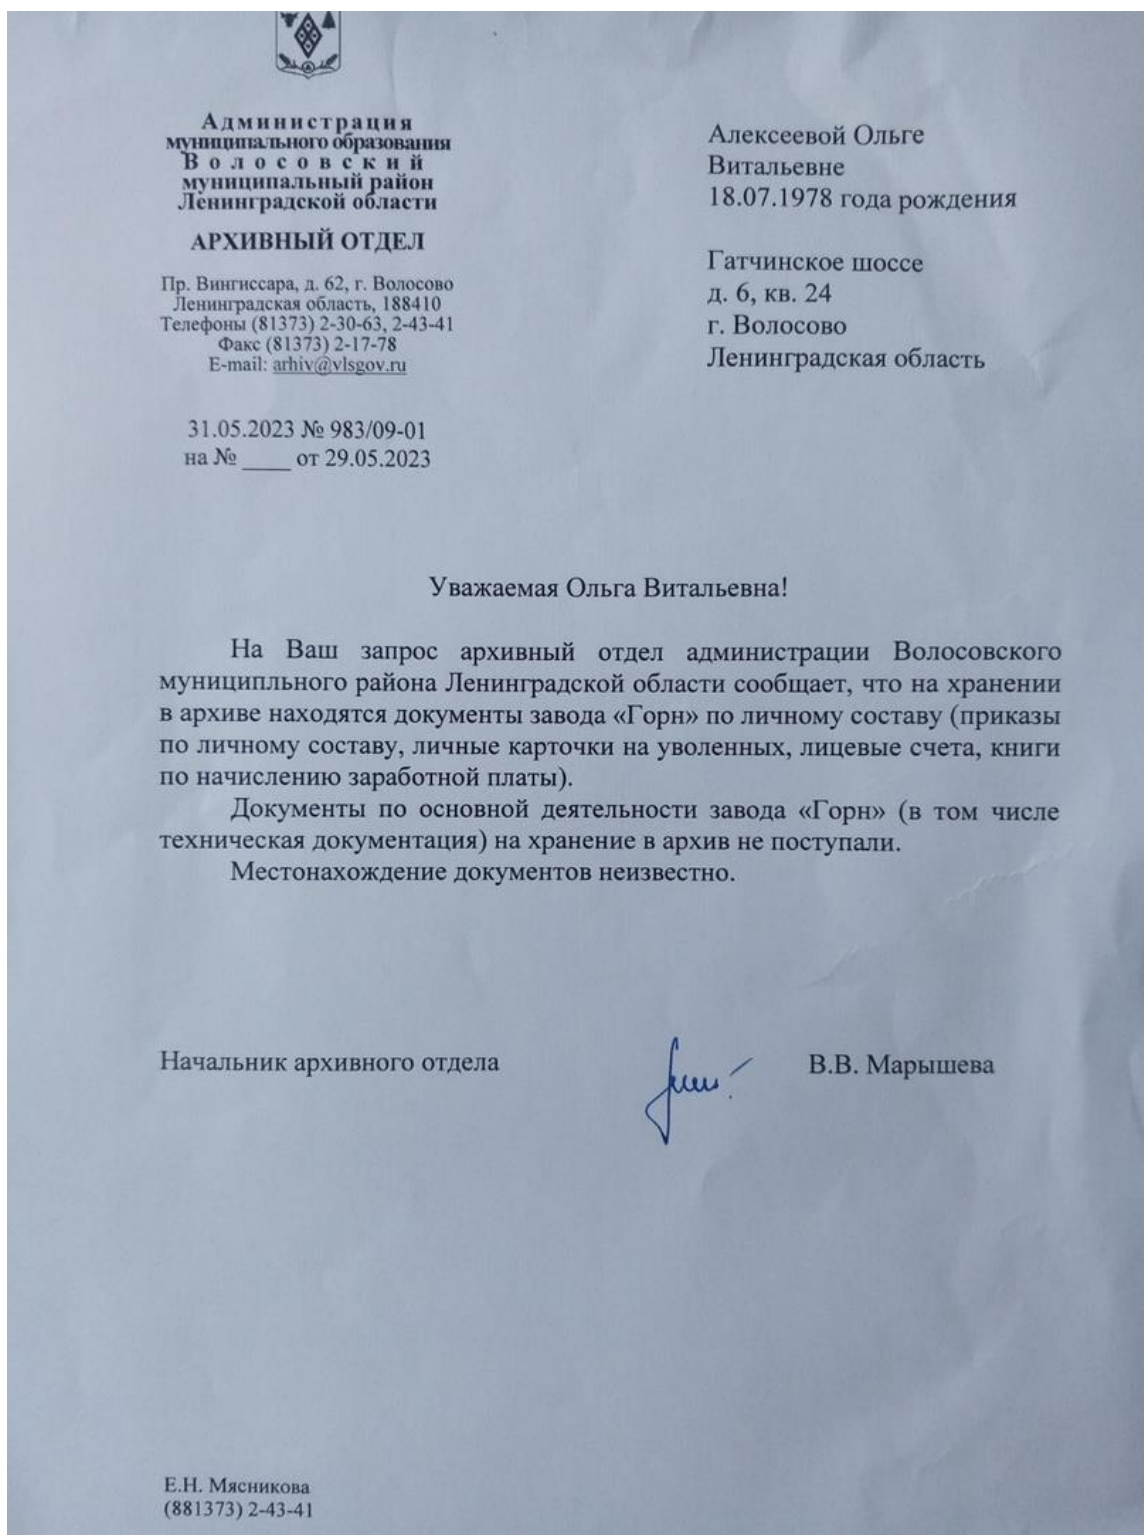 Администрация
муниципального образования
Волосовский
муниципальный район
Ленинградской области
АРХИВНЫЙ ОТДЕЛ
Пр. Вингиссара, д. 62, г. Волосово
Ленинградская область, 188410
Телефоны (81373) 2-30-63, 2-43-41
Факс (81373) 2-17-78
E-mail: arhiv@vlsgov.ru
31.05.2023 № 983/09-01
на № ____ от 29.05.2023
Алексеевой Ольге
Витальевне
18.07.1978 года рождения
Гатчинское шоссе
д. 6, кв. 24
г. Волосово
Ленинградская область
Уважаемая Ольга Витальевна!
На Ваш запрос архивный отдел администрации Волосовского
муниципльного района Ленинградской области сообщает, что на хранении
в архиве находятся документы завода «Горн» по личному составу (приказы
по личному составу, личные карточки на уволенных, лицевые счета, книги
по начислению заработной платы).
Документы по основной деятельности завода «Горн» (в том числе
техническая документация) на хранение в архив не поступали.
Местонахождение документов неизвестно.
Начальник архивного отдела
В.В. Марышева
Е.Н. Мясникова
(881373) 2-43-41